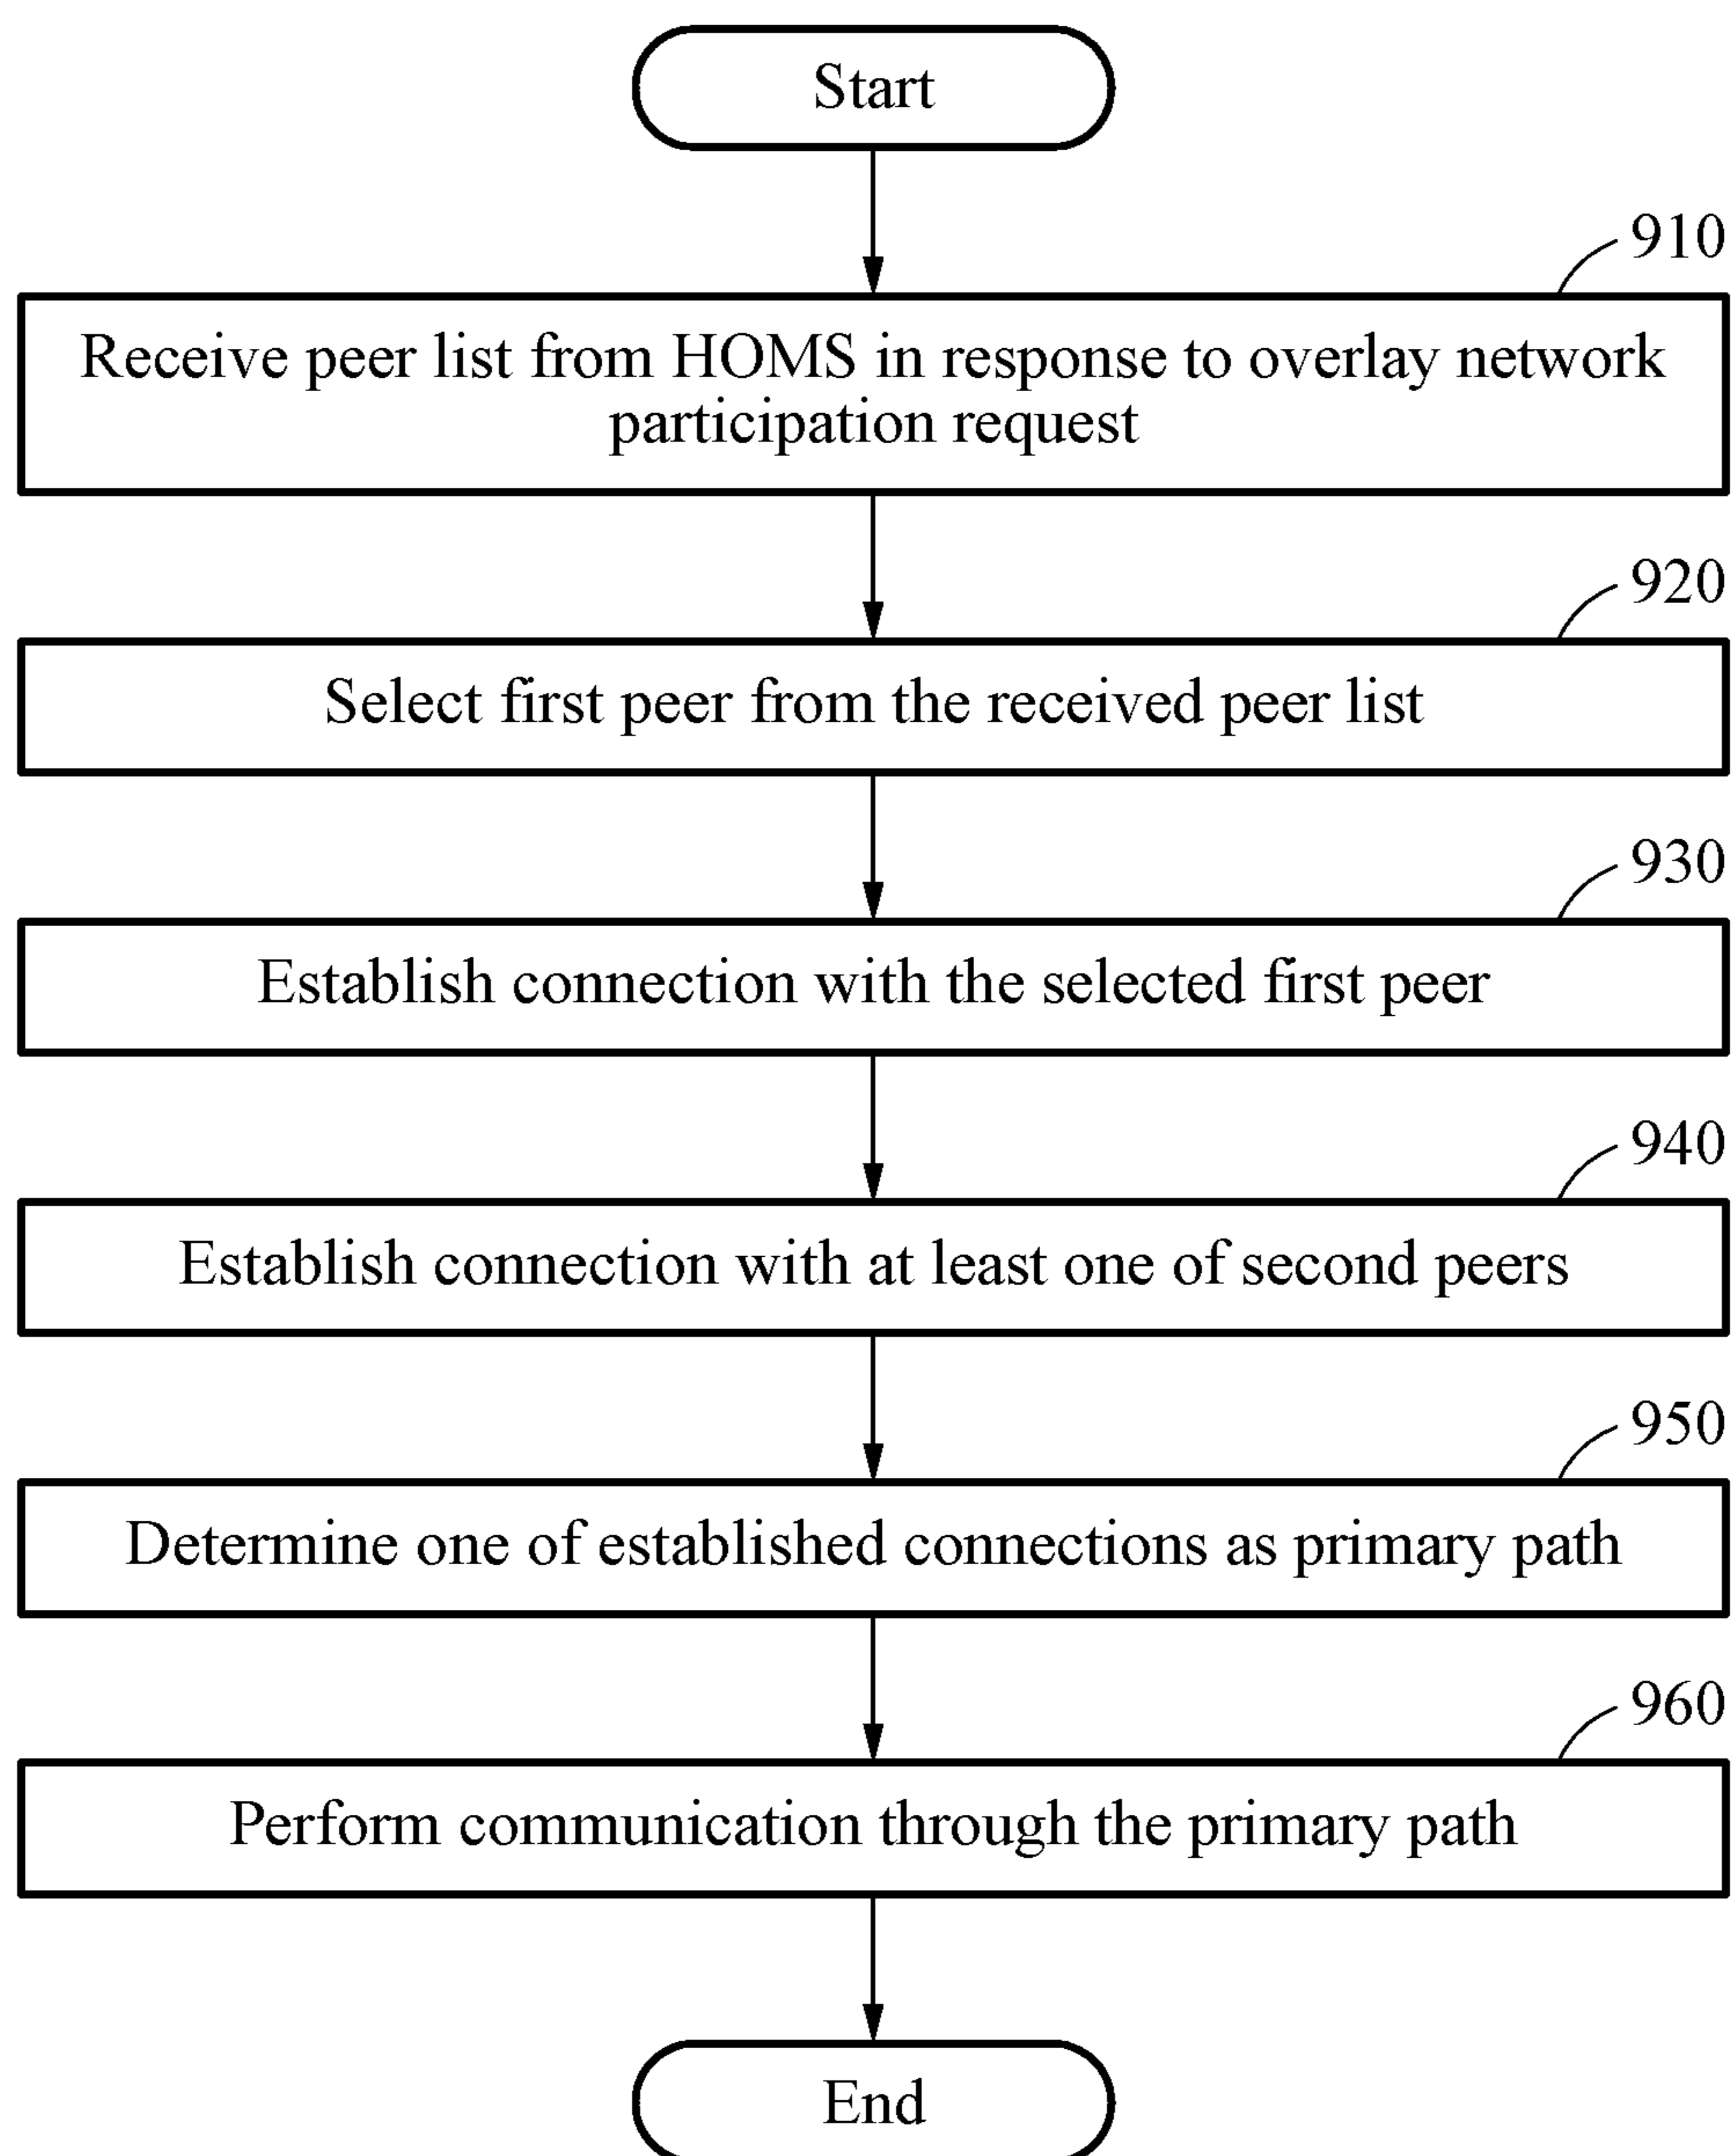 Start
910
Receive peer list from HOMS in response to overlay network
participation request
920
Select first peer from the received peer list
930
Establish connection with the selected first peer
940
Establish connection with at least one of second peers
950
Determine one of established connections as primary path
960
Perform communication through the primary path
End